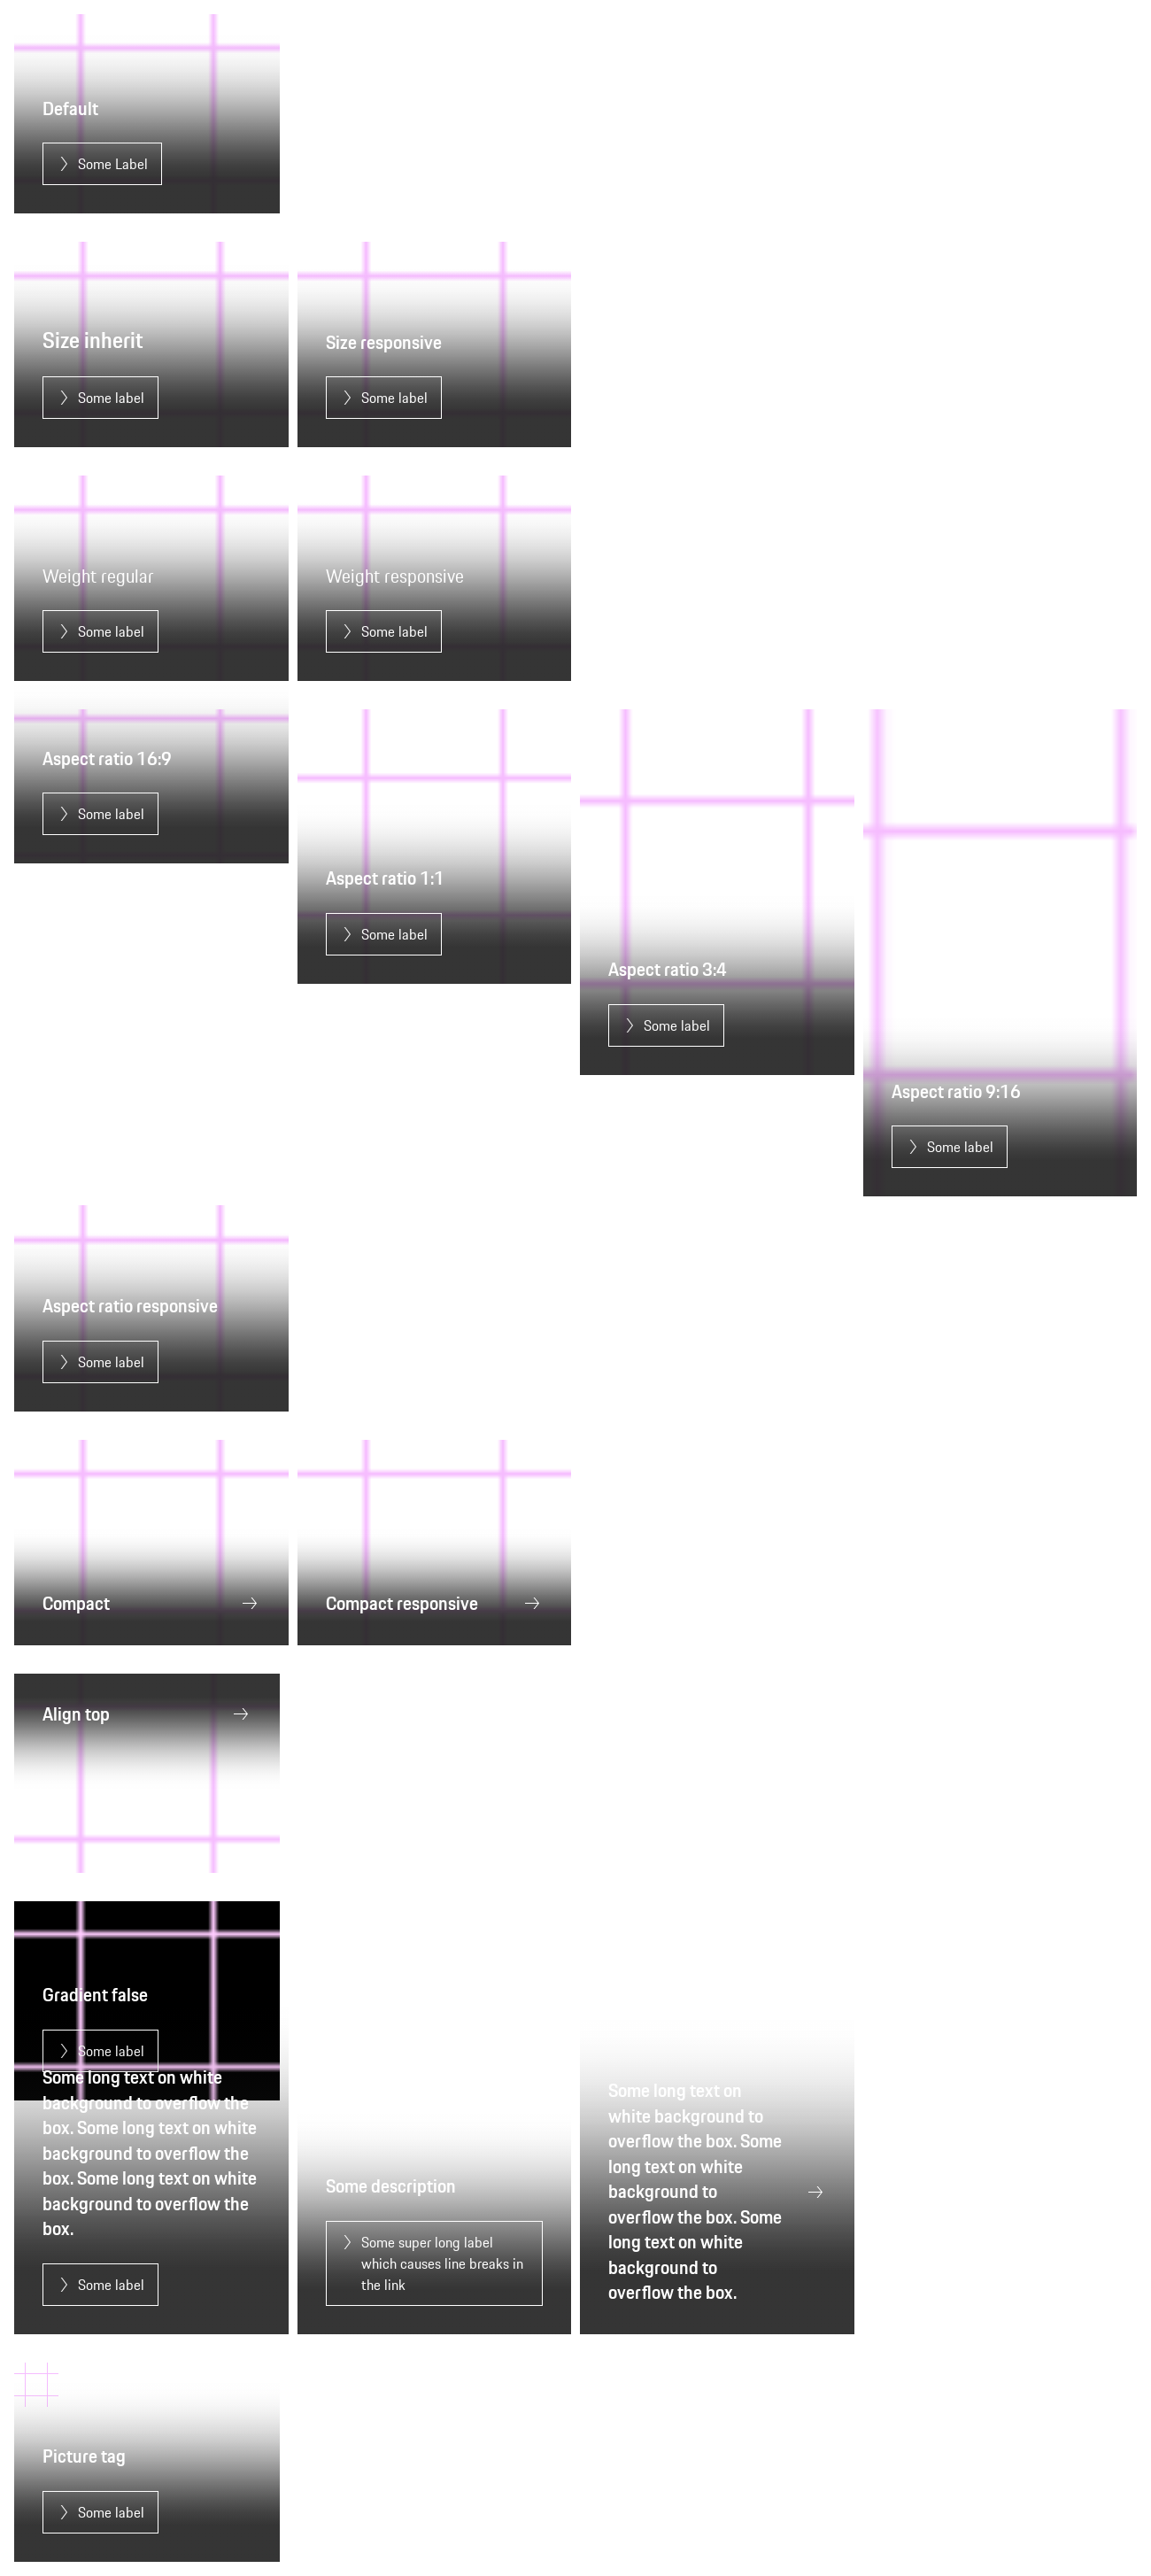 Default
Some Label
Size inherit
Some label
Size responsive
Some label
Weight regular
Some label
Weight responsive
Some label
Aspect ratio 16:9
Some label
Aspect ratio 1:1
Some label
Aspect ratio 3:4
Some label
Aspect ratio 9:16
Some label
Aspect ratio responsive
Some label
Compact
Compact responsive
Align top
Gradient false
Some label
Some long text on white
background to overflow the
box. Some long text on white
background to overflow the
box. Some long text on white
background to overflow the
box.
Some label
Some description
Some super long label
which causes line breaks in
the link
Some long text on
white background to
overflow the box. Some
long text on white
background to
overflow the box. Some
long text on white
background to
overflow the box.
Picture tag
Some label